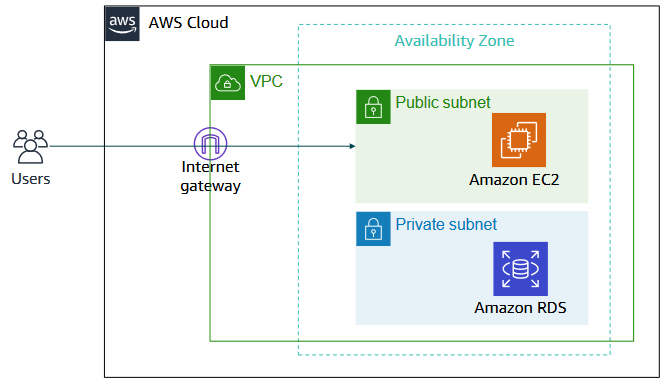 aws
AWS Cloud
Availability Zone
VPC
Public subnet
Amazon EC2
Users
Internet
gateway
Private subnet
Amazon RDS